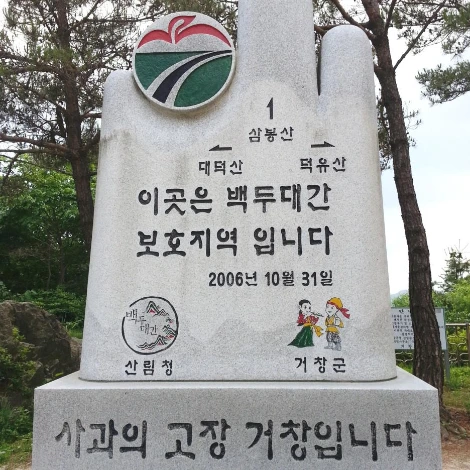 1
삼봉산
대덕산 덕유산
이곳은 백두대간
보호지역 입니다
2006년 10월 31일
백두대간
산림청 거창군
사과의 고장 거창입니다